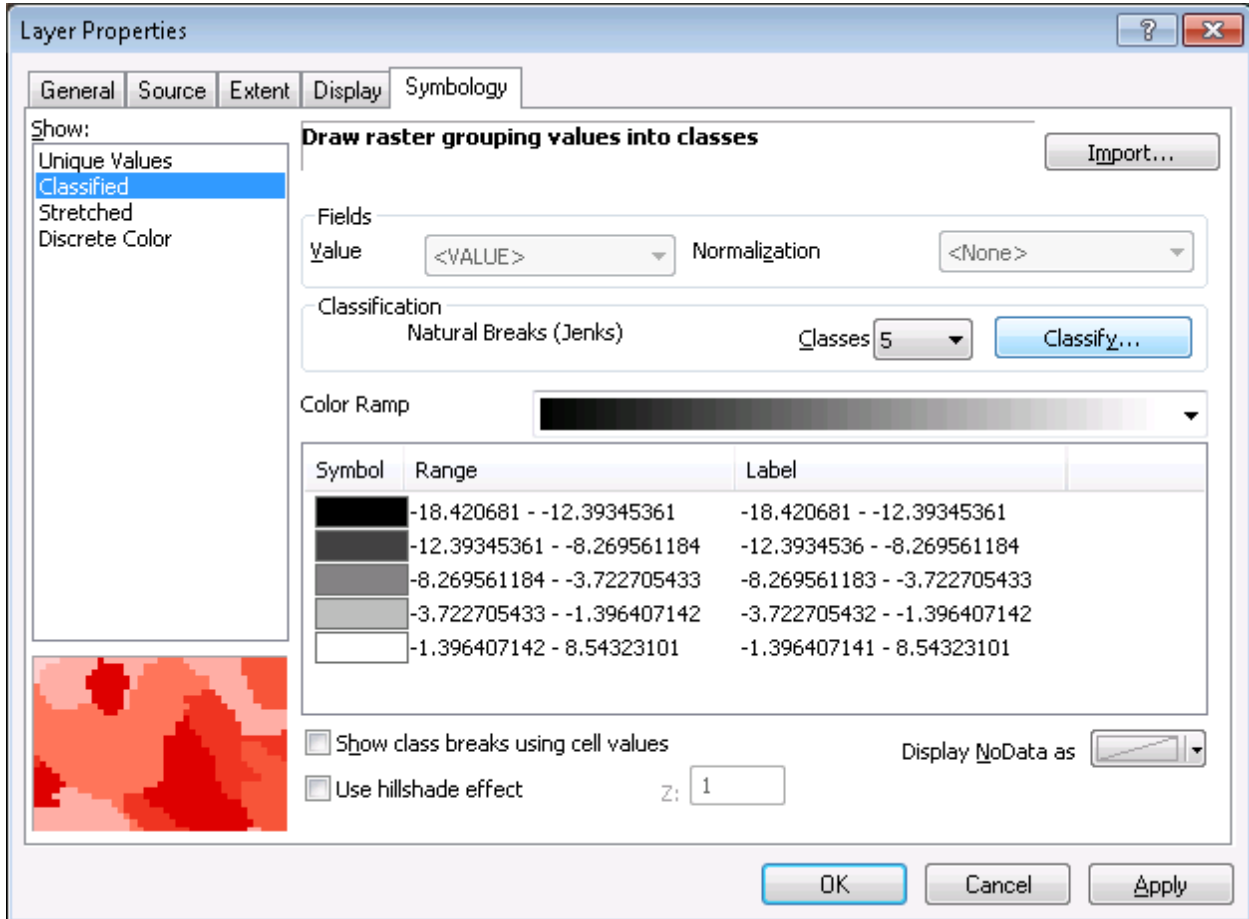 Layer Properties
General Source Extent Display Symbology
Show:
Unique Values
Classified
Stretched
Discrete Color
Draw raster grouping values into classes
Import...
Fields
Value <VALUE> Normalization <None>
Classification
Natural Breaks (Jenks) Classes 5 Classify...
Color Ramp
Symbol Range Label
-18.420681 - -12.39345361 -18.420681 - -12.39345361
-12.39345361 - -8.269561184 -12.3934536 - -8.269561184
-8.269561184 - -3.722705433 -8.269561183 - -3.722705433
-3.722705433 - -1.396407142 -3.722705432 - -1.396407142
-1.396407142 - 8.54323101 -1.396407141 - 8.54323101
Show class breaks using cell values
Display NoData as
Use hillshade effect Z: 1
OK Cancel Apply